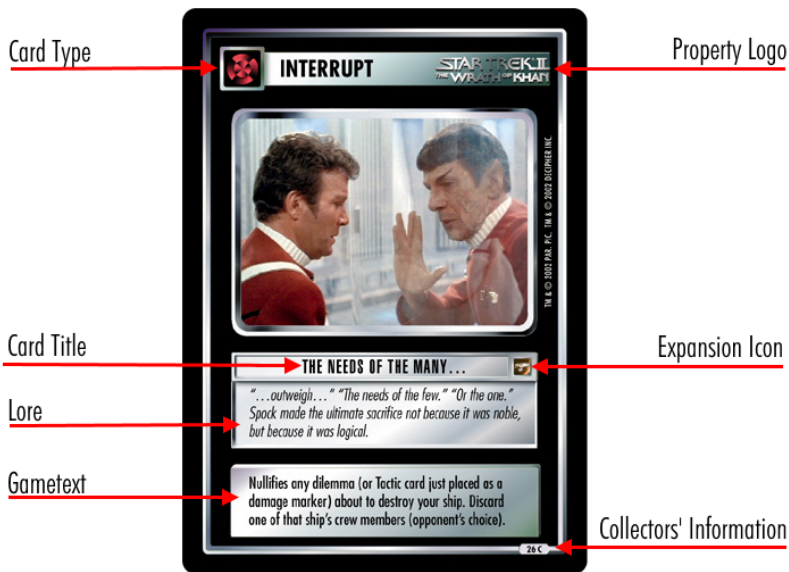 Card Type
Property Logo
INTERRUPT
STAR TREK II
THE WRATH OF KHAN
TM & © 2002 PAR. PIC. TM & © 2002 DECIPHER INC.
Card Title
THE NEEDS OF THE MANY...
Expansion Icon
"...outweigh..." "The needs of the few." "Or the one."
Spock made the ultimate sacrifice not because it was noble,
but because it was logical.
Lore
Gametext
Nullifies any dilemma (or Tactic card just placed as a
damage marker) about to destroy your ship. Discard
one of that ship's crew members (opponent's choice).
Collectors' Information
26 C